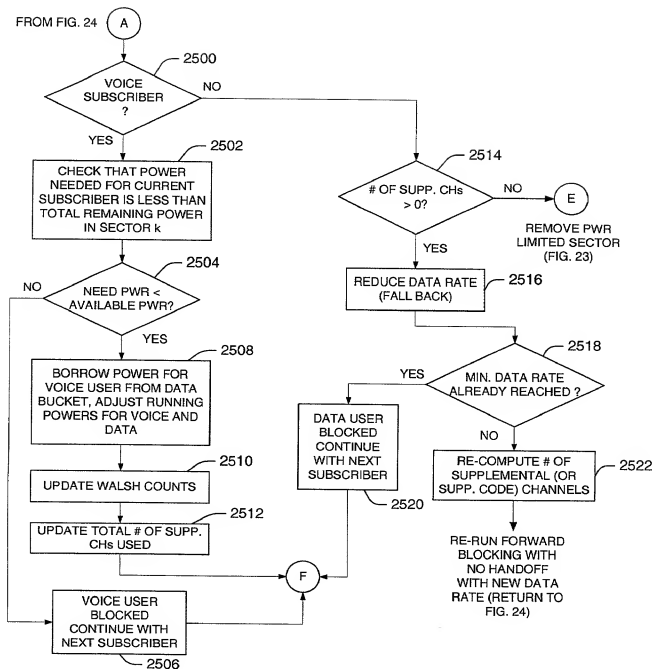 FROM FIG. 24
A
2500
VOICE
SUBSCRIBER
?
NO
YES
2502
CHECK THAT POWER
NEEDED FOR CURRENT
SUBSCRIBER IS LESS THAN
TOTAL REMAINING POWER
IN SECTOR k
2504
NO
NEED PWR <
AVAILABLE PWR?
YES
2508
BORROW POWER FOR
VOICE USER FROM DATA
BUCKET, ADJUST RUNNING
POWERS FOR VOICE AND
DATA
2510
UPDATE WALSH COUNTS
2512
UPDATE TOTAL # OF SUPP.
CHs USED
VOICE USER
BLOCKED
CONTINUE WITH
NEXT SUBSCRIBER
2506
F
2514
# OF SUPP. CHs
> 0?
NO
E
REMOVE PWR
LIMITED SECTOR
(FIG. 23)
YES
REDUCE DATA RATE
(FALL BACK)
2516
2518
YES
MIN. DATA RATE
ALREADY REACHED ?
NO
DATA USER
BLOCKED
CONTINUE
WITH NEXT
SUBSCRIBER
2520
RE-COMPUTE # OF
SUPPLEMENTAL (OR
SUPP. CODE) CHANNELS
2522
RE-RUN FORWARD
BLOCKING WITH
NO HANDOFF
WITH NEW DATA
RATE (RETURN TO
FIG. 24)